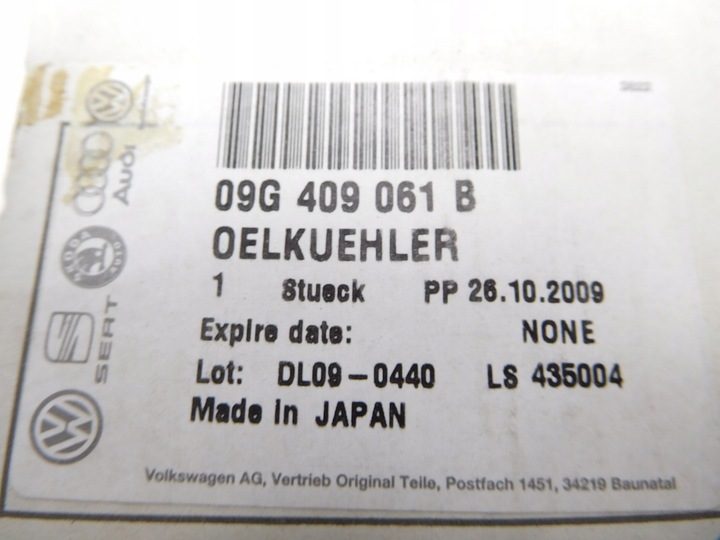 09G 409 061 B
OELKUEHLER
1 Stueck PP 26.10.2009
Expire date: NONE
Lot: DL09-0440 LS 435004
Made in JAPAN
Volkswagen AG, Vertrieb Original Teile, Postfach 1451, 34219 Baunatal
Audi
SKODA
SEAT